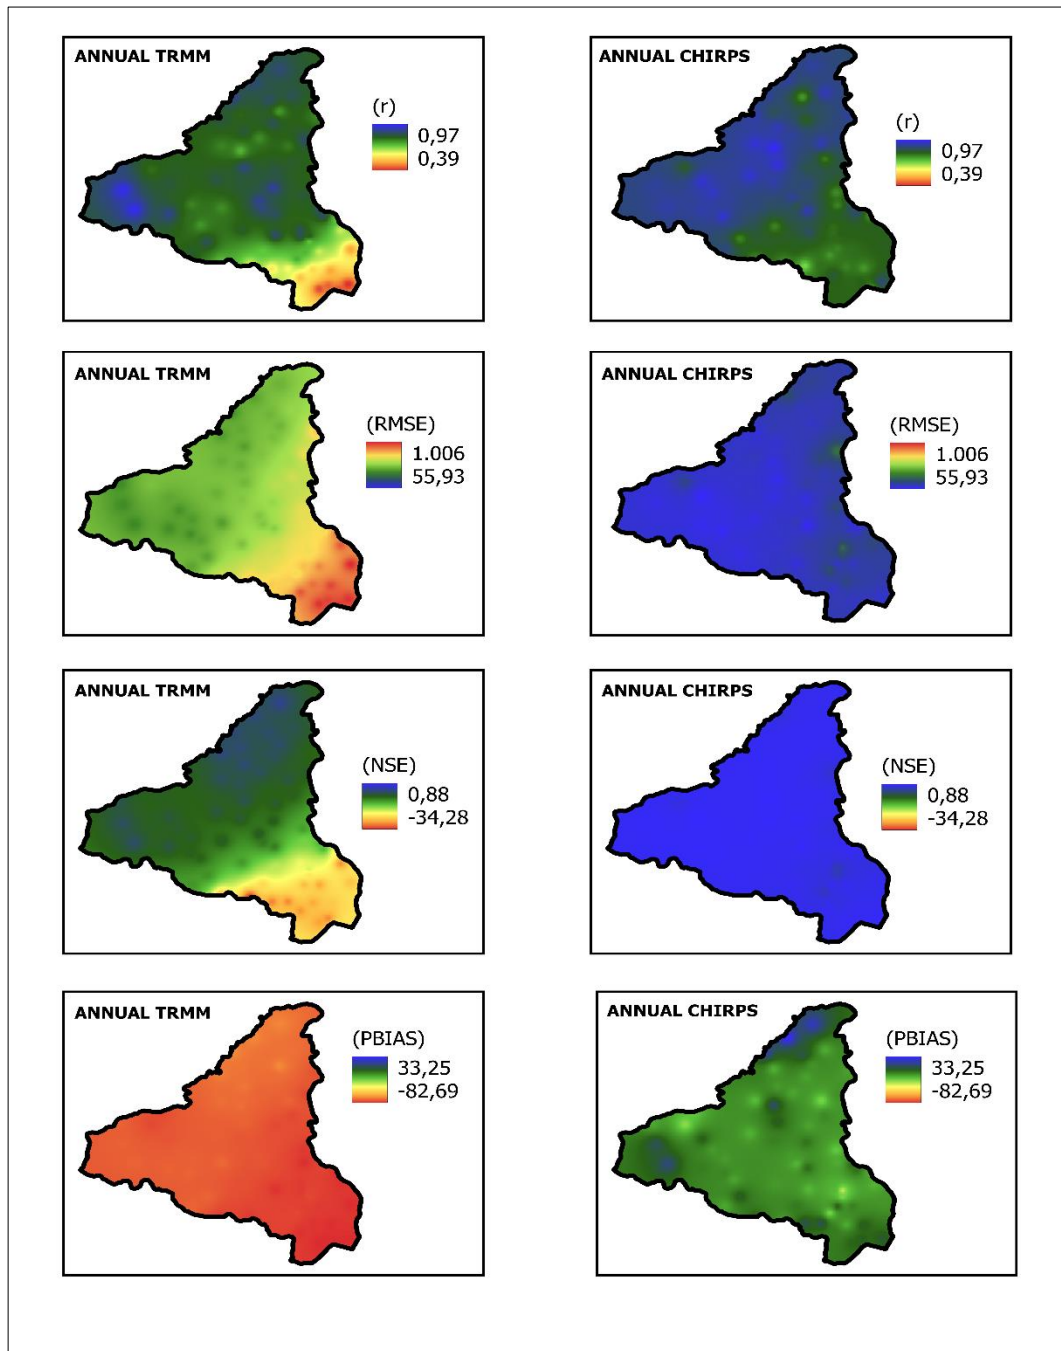 ANNUAL TRMM
(r)
0,97
0,39
ANNUAL CHIRPS
(r)
0,97
0,39
ANNUAL TRMM
(RMSE)
1.006
55,93
ANNUAL CHIRPS
(RMSE)
1.006
55,93
ANNUAL TRMM
(NSE)
0,88
-34,28
ANNUAL CHIRPS
(NSE)
0,88
-34,28
ANNUAL TRMM
(PBIAS)
33,25
-82,69
ANNUAL CHIRPS
(PBIAS)
33,25
-82,69